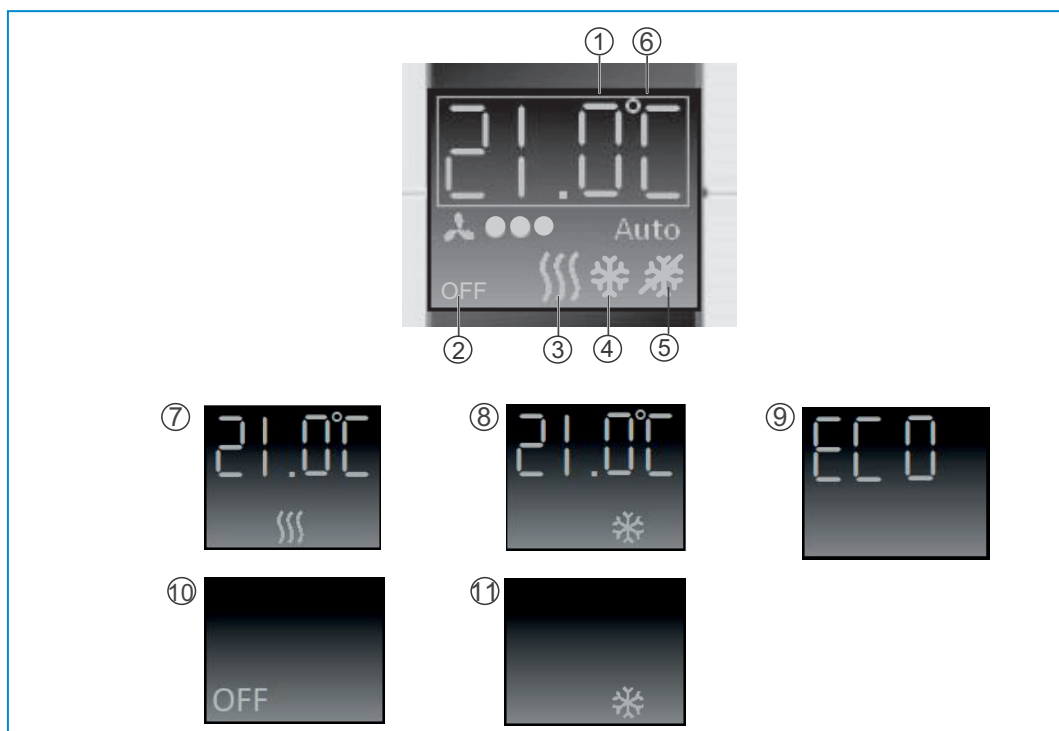 ① ⑥
21.0°C
Auto
OFF
② ③ ④ ⑤
⑦ 21.0°C
⑧ 21.0°C
⑨ ECO
⑩ OFF
⑪